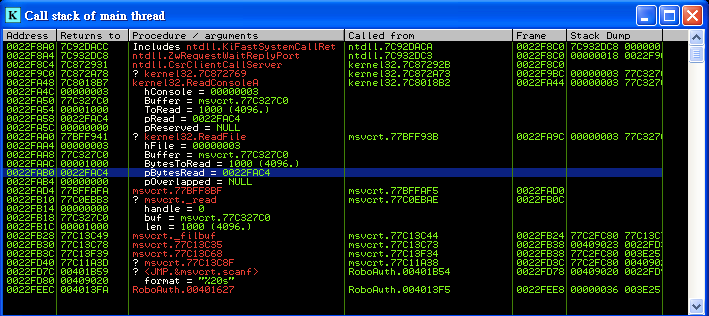 K Call stack of main thread
Address Returns to Procedure / arguments Called from Frame Stack Dump
0022F8A0 7C92DACC Includes ntdll.KiFastSystemCallRet ntdll.7C92DACA 0022F8C0 7C932DC8 000000
0022F8A4 7C932DC8 ntdll.ZwRequestWaitReplyPort ntdll.7C932DC3 0022F8C0 00000018 0022F9
0022F8C4 7C872931 ntdll.CsrClientCallServer kernel32.7C87292B 0022F8C0
0022F9C0 7C872A78 ? kernel32.7C872769 kernel32.7C872A73 0022F9BC 00000003 77C327
0022FA48 7C8018B7 kernel32.ReadConsoleA kernel32.7C8018B2 0022FA44 00000003 77C327
0022FA4C 00000003 hConsole = 00000003
0022FA50 77C327C0 Buffer = msvcrt.77C327C0
0022FA54 00001000 ToRead = 1000 (4096.)
0022FA58 0022FAC4 pRead = 0022FAC4
0022FA5C 00000000 pReserved = NULL
0022FAA0 77BFF941 ? kernel32.ReadFile msvcrt.77BFF93B 0022FA9C 00000003 77C327
0022FAA4 00000003 hFile = 00000003
0022FAA8 77C327C0 Buffer = msvcrt.77C327C0
0022FAAC 00001000 BytesToRead = 1000 (4096.)
0022FAB0 0022FAC4 pBytesRead = 0022FAC4
0022FAB4 00000000 pOverlapped = NULL
0022FAD4 77BFFAFA msvcrt.77BFF8BF msvcrt.77BFFAF5 0022FAD0
0022FB10 77C0EBB3 ? msvcrt._read msvcrt.77C0EBAE 0022FB0C
0022FB14 00000000 handle = 0
0022FB18 77C327C0 buf = msvcrt.77C327C0
0022FB1C 00001000 len = 1000 (4096.)
0022FB28 77C13C49 msvcrt._filbuf msvcrt.77C13C44 0022FB24 77C2FC80 77C13C
0022FB30 77C13C78 msvcrt.77C13C35 msvcrt.77C13C73 0022FB38 00409023 0022FD
0022FB3C 77C13F39 msvcrt.77C13C68 msvcrt.77C13F34 0022FB38 77C2FC80 003E25
0022FD40 77C11A3D ? msvcrt.77C13C8F msvcrt.77C11A38 0022FD3C 77C2FC80 004090
0022FD7C 00401B59 ? <JMP.&msvcrt.scanf> RoboAuth.00401B54 0022FD78 00409020 0022FD
0022FD80 00409020 format = "%20s"
0022FEEC 004013FA RoboAuth.00401627 RoboAuth.004013F5 0022FEE8 00000036 003E25